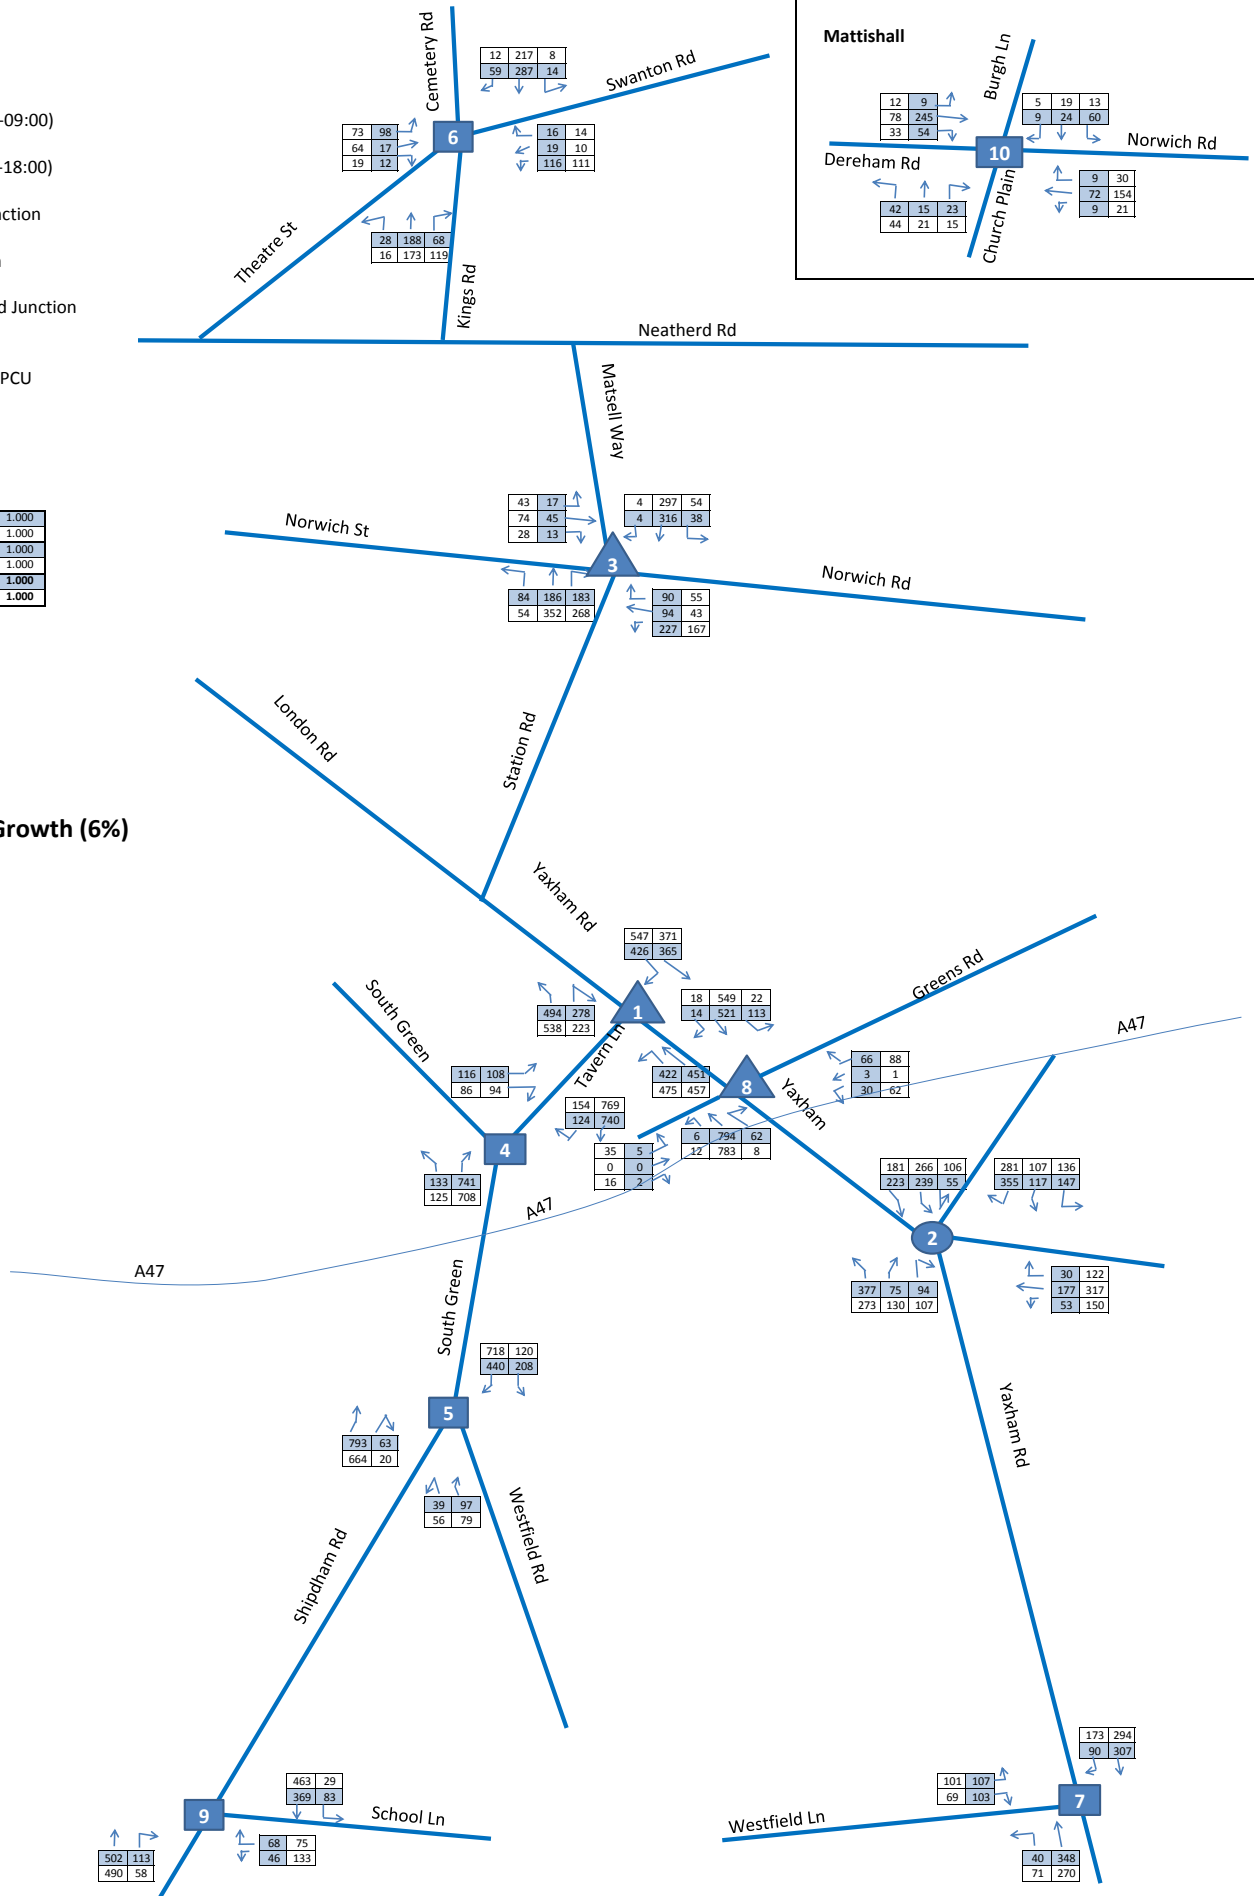 Mattishall
Cemetery Rd
12 217 8
59 287 14
Swanton Rd
Burgh Ln
12 9
78 245
33 54
5 19 13
9 24 60
-09:00)
73 98
64 17
19 12
6
16 14
19 10
116 111
10
Norwich Rd
Dereham Rd
-18:00)
9 30
72 154
9 21
42 15 23
44 21 15
Church Plain
nction
28 188 68
16 173 119
Theatre St
Kings Rd
d Junction
Neatherd Rd
PCU
Matsell Way
43 17
74 45
28 13
4 297 54
4 316 38
1.000
1.000
1.000
1.000
1.000
1.000
Norwich St
3
Norwich Rd
84 186 183
54 352 268
90 55
94 43
227 167
London Rd
Station Rd
Growth (6%)
Yaxham Rd
547 371
426 365
Greens Rd
South Green
494 278
538 223
1
18 549 22
14 521 113
A47
Tavern Ln
116 108
86 94
422 451
475 457
8
66 88
3 1
30 62
Yaxham
154 769
124 740
6 794 62
12 783 8
4
35 5
0 0
16 2
133 741
125 708
181 266 106
223 239 55
281 107 136
355 117 147
A47
2
A47
377 75 94
273 130 107
30 122
177 317
53 150
South Green
718 120
440 208
5
793 63
664 20
Yaxham Rd
39 97
56 79
Westfield Rd
Shipdham Rd
173 294
90 307
463 29
369 83
101 107
69 103
7
9
School Ln
Westfield Ln
68 75
46 133
502 113
490 58
40 348
71 270